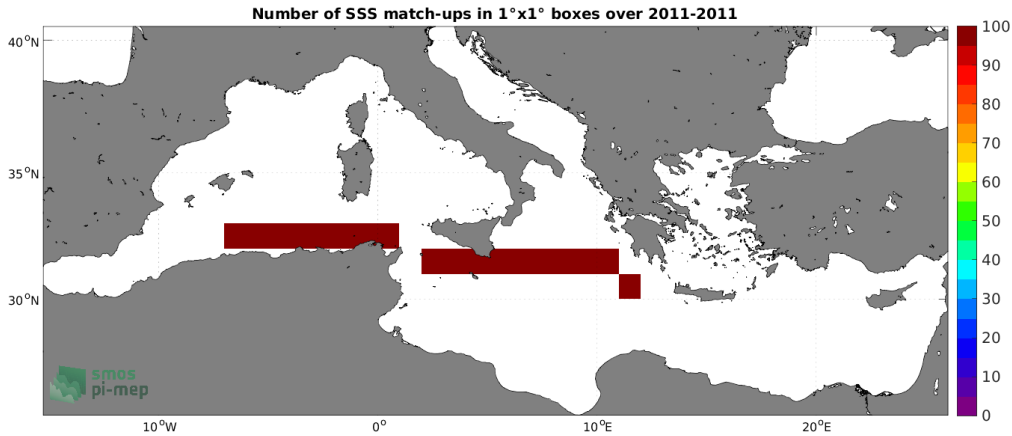 Number of SSS match-ups in 1°x1° boxes over 2011-2011
40°N
35°N
30°N
10°W
0°
10°E
20°E
100
90
80
70
60
50
40
30
20
10
0
smos
pi-mep